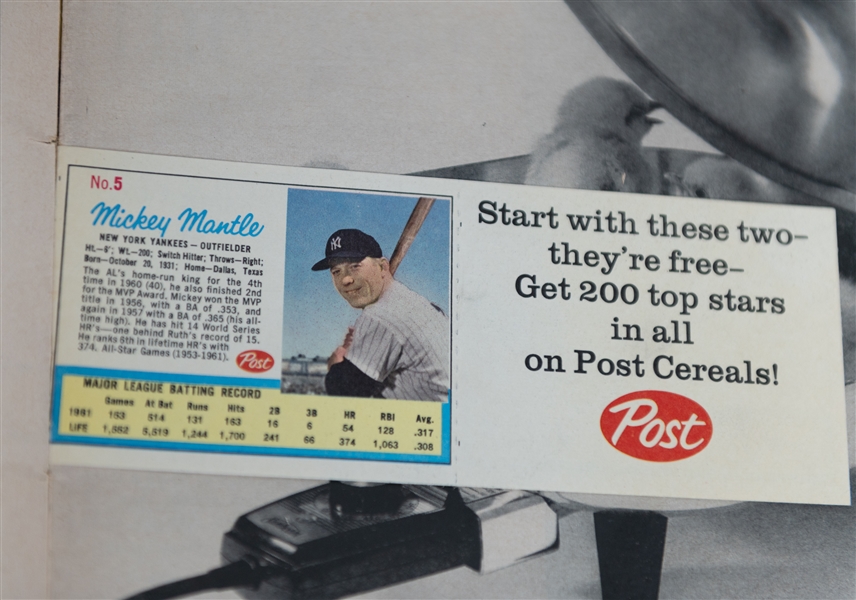 No.5
Mickey Mantle
NEW YORK YANKEES — OUTFIELDER
Ht.—6'; Wt.—200; Switch Hitter; Throws—Right;
Born—October 20, 1931; Home—Dallas, Texas
The AL's home-run king for the 4th
time in 1960 (40), he also finished 2nd
for the MVP Award. Mickey won the MVP
title in 1956, with a BA of .353, and
again in 1957 with a BA of .365 (his all-
time high). He has hit 14 World Series
HR's—one behind Ruth's record of 15.
He ranks 6th in lifetime HR's with
374. All-Star Games (1953-1961).
Post
NY
MAJOR LEAGUE BATTING RECORD
Games At Bat Runs Hits 2B 3B HR RBI Avg.
1961 153 514 131 163 16 6 54 128 .317
LIFE 1,552 5,519 1,244 1,700 241 66 374 1,063 .308
Start with these two–
they're free–
Get 200 top stars
in all
on Post Cereals!
Post